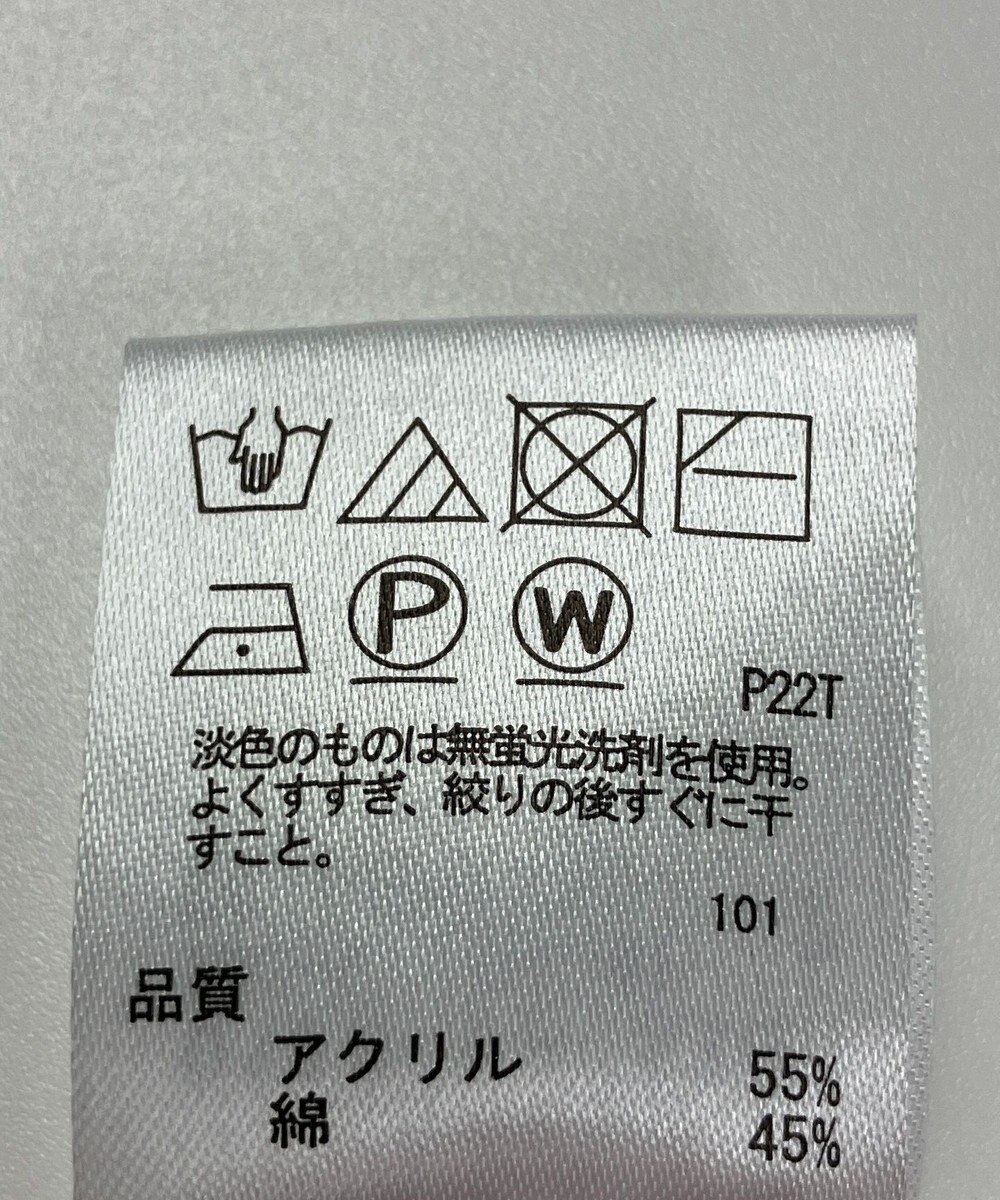 P W
P22T
淡色のものは無蛍光洗剤を使用。
よくすすぎ、絞りの後すぐに干
すこと。
101
品質
アクリル 55%
綿 45%